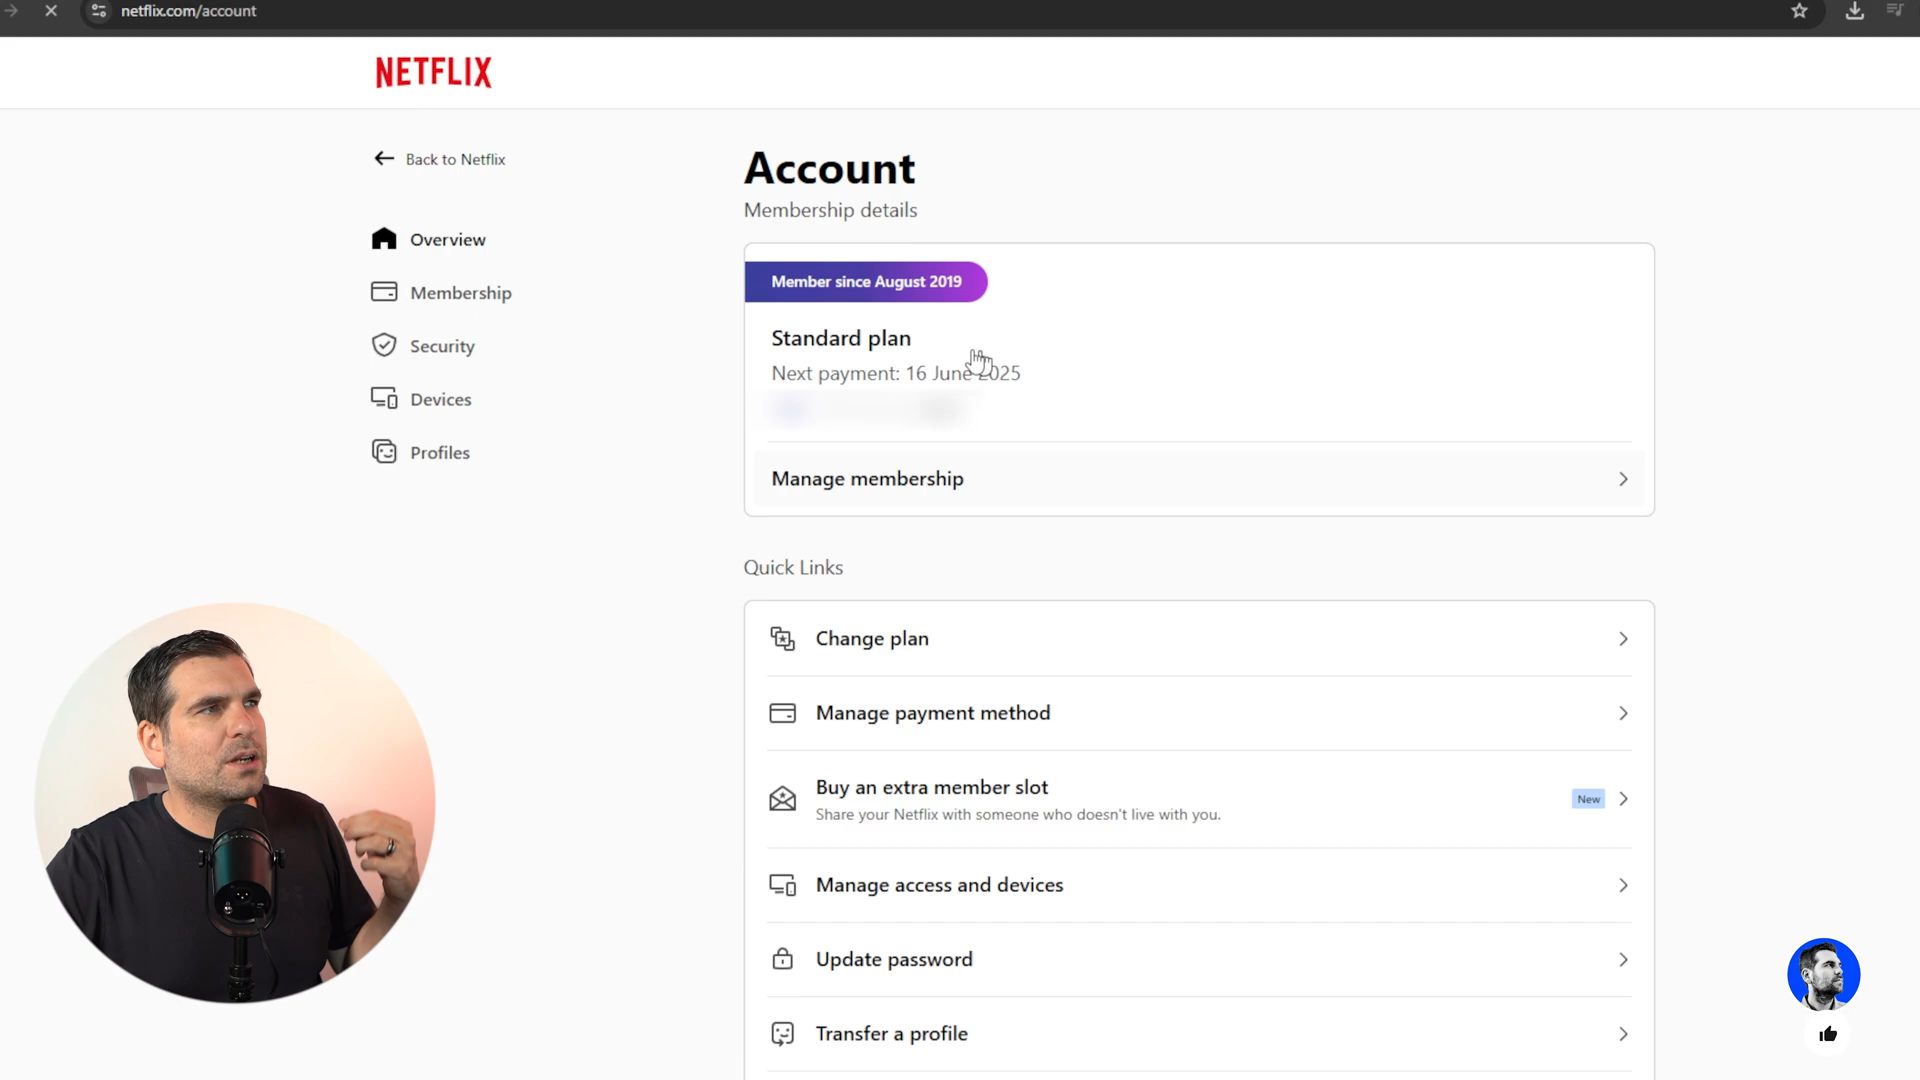 netflix.com/account
NETFLIX
Back to Netflix
Overview
Membership
Security
Devices
Profiles
Account
Membership details
Member since August 2019
Standard plan
Next payment: 16 June 2025
Manage membership
Quick Links
Change plan
Manage payment method
Buy an extra member slot
Share your Netflix with someone who doesn't live with you.
New
Manage access and devices
Update password
Transfer a profile